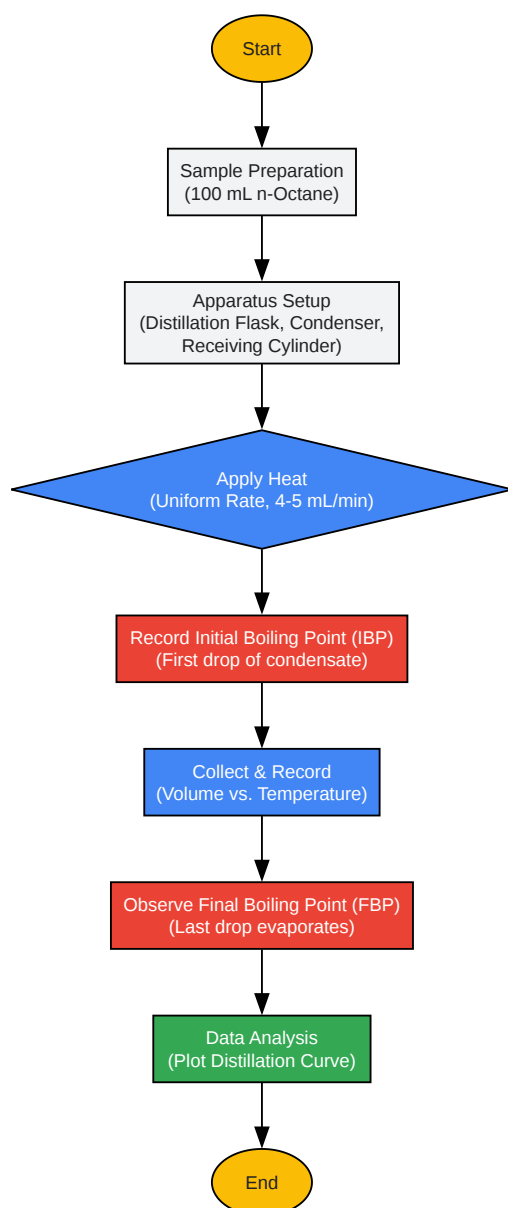 Start
Sample Preparation
(100 mL n-Octane)
Apparatus Setup
(Distillation Flask, Condenser,
Receiving Cylinder)
Apply Heat
(Uniform Rate, 4-5 mL/min)
Record Initial Boiling Point (IBP)
(First drop of condensate)
Collect & Record
(Volume vs. Temperature)
Observe Final Boiling Point (FBP)
(Last drop evaporates)
Data Analysis
(Plot Distillation Curve)
End